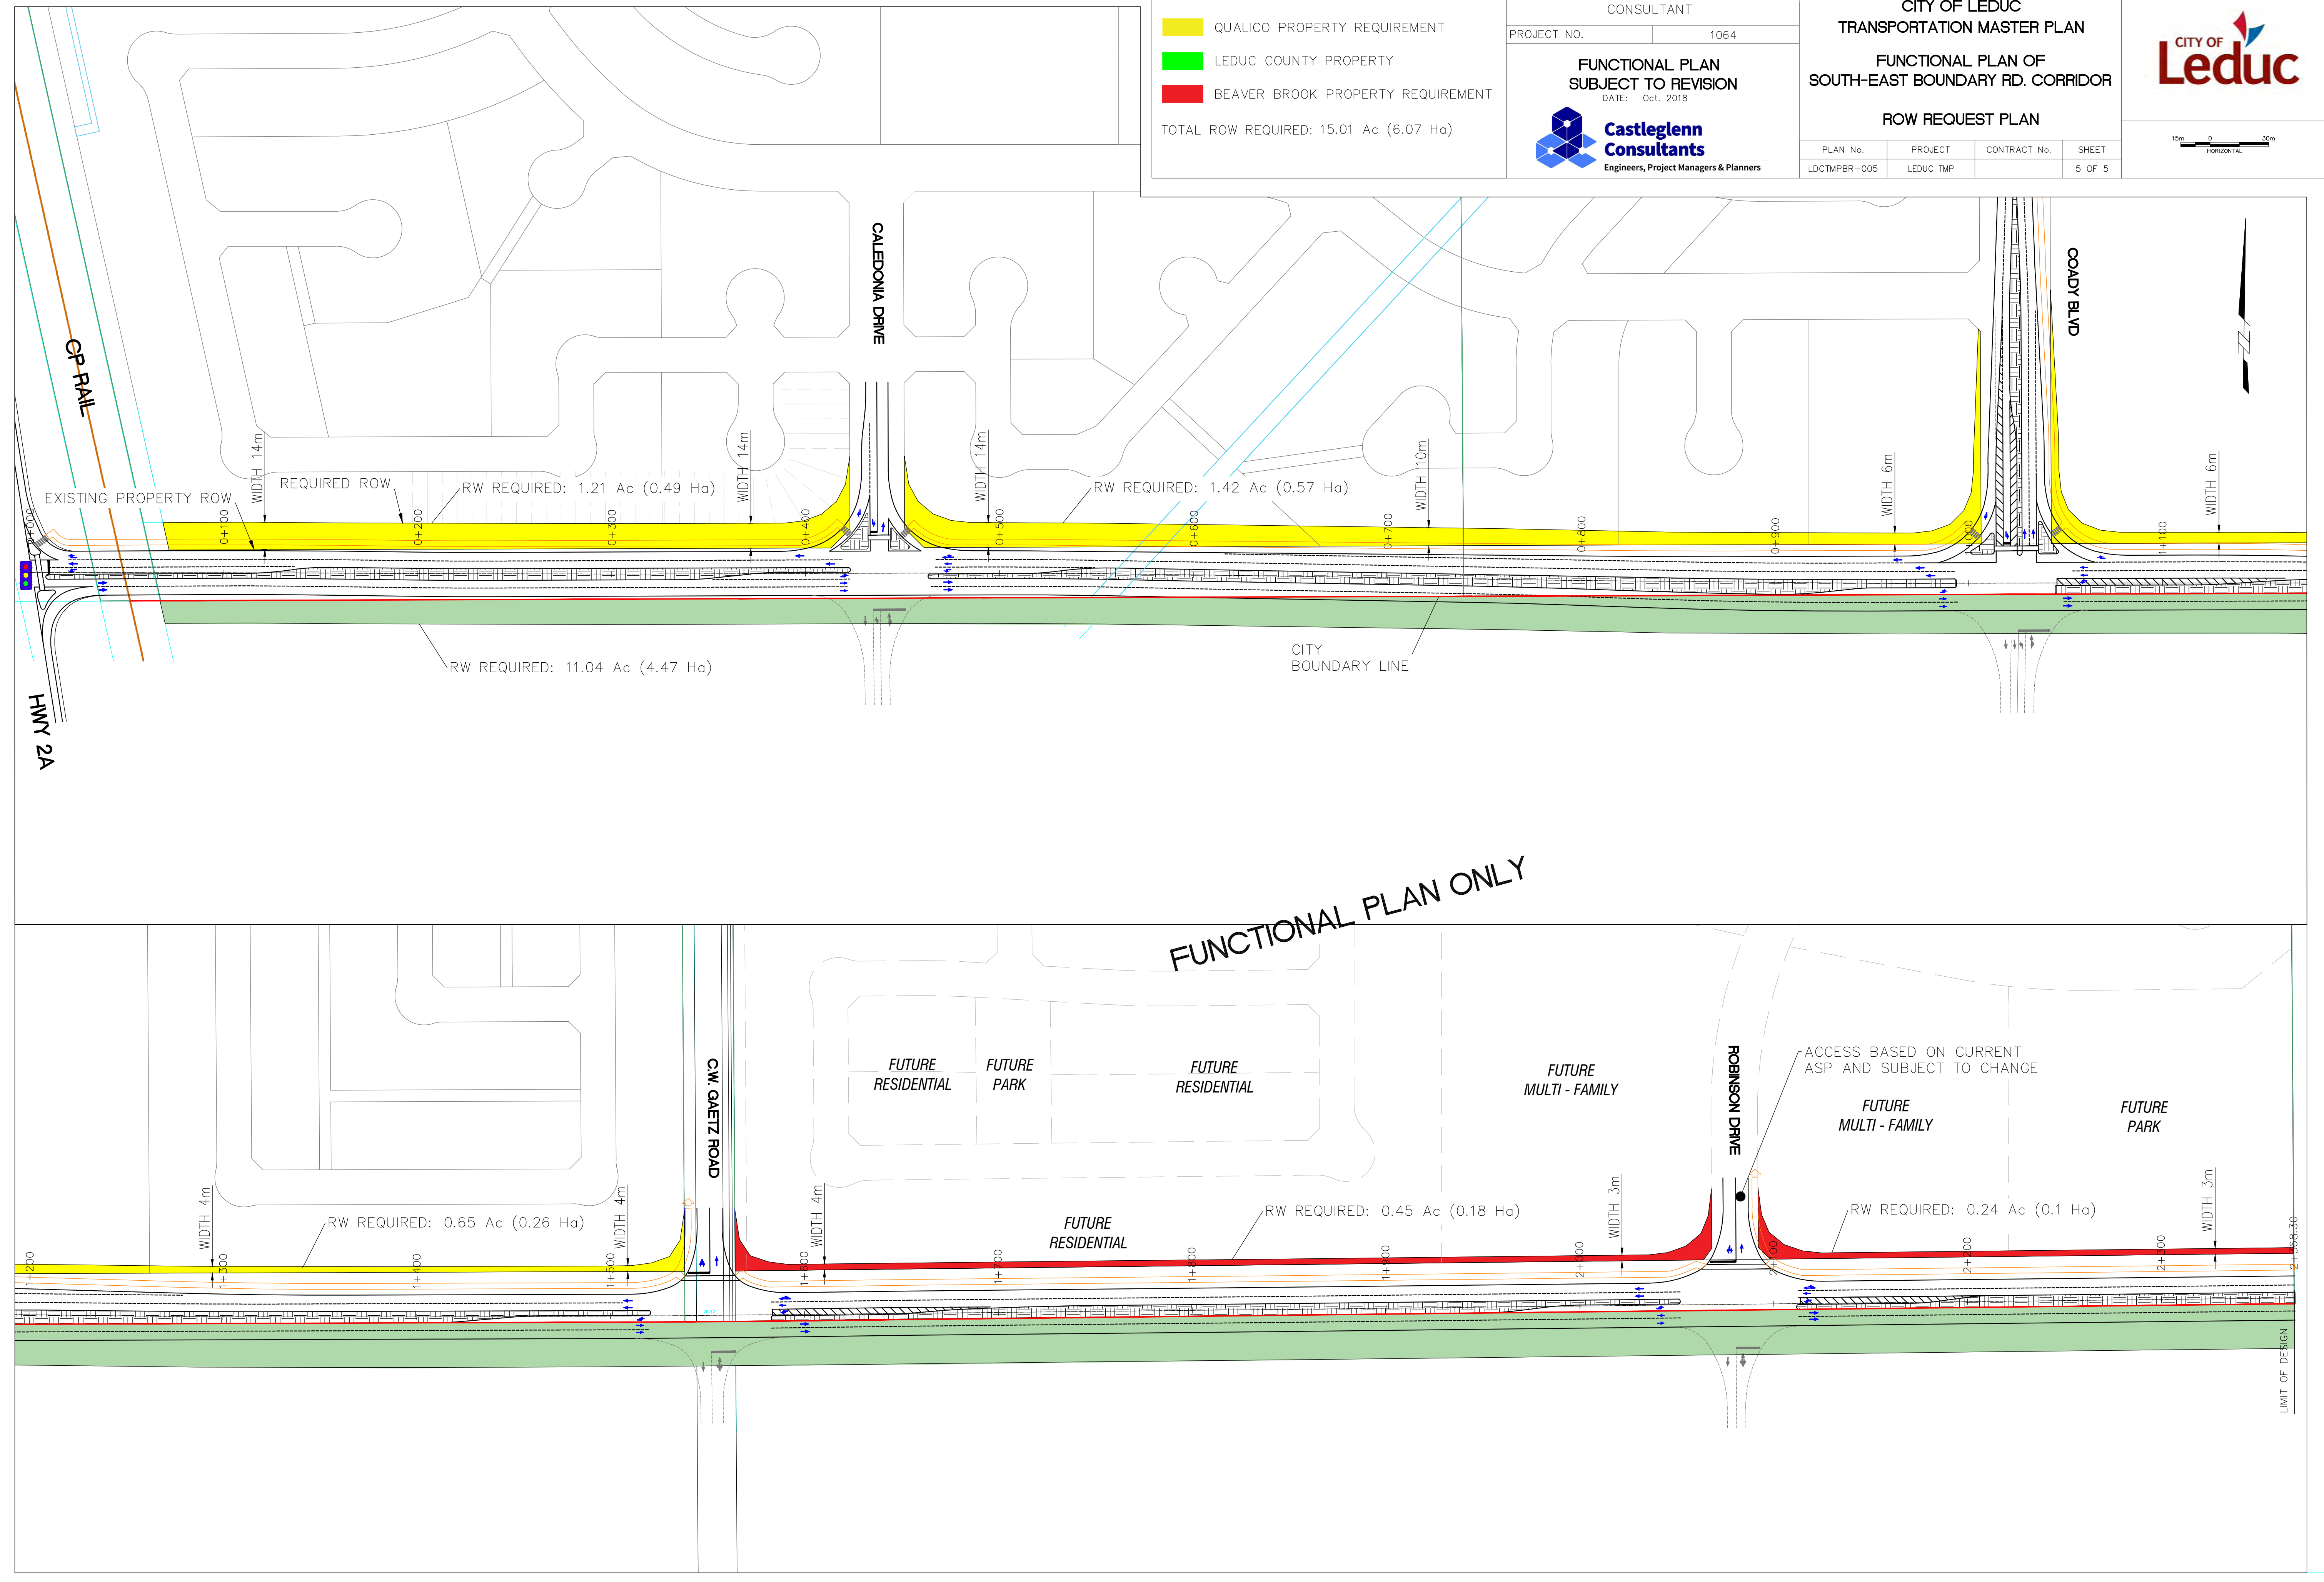 QUALICO PROPERTY REQUIREMENT
LEDUC COUNTY PROPERTY
BEAVER BROOK PROPERTY REQUIREMENT
TOTAL ROW REQUIRED: 15.01 Ac (6.07 Ha)
CONSULTANT
PROJECT NO. 1064
FUNCTIONAL PLAN
SUBJECT TO REVISION
DATE: Oct. 2018
Castleglenn
Consultants
Engineers, Project Managers & Planners
CITY OF LEDUC
TRANSPORTATION MASTER PLAN
FUNCTIONAL PLAN OF
SOUTH-EAST BOUNDARY RD. CORRIDOR
ROW REQUEST PLAN
PLAN No. PROJECT CONTRACT No. SHEET
LDCTMPBR-005 LEDUC TMP 5 OF 5
CITY OF
Leduc
15m 0 30m
HORIZONTAL
CP RAIL
CALEDONIA DRIVE
COADY BLVD
EXISTING PROPERTY ROW
WIDTH 14m
REQUIRED ROW
RW REQUIRED: 1.21 Ac (0.49 Ha)
WIDTH 14m
WIDTH 14m
RW REQUIRED: 1.42 Ac (0.57 Ha)
WIDTH 10m
WIDTH 6m
WIDTH 6m
0+100
0+200
0+300
0+400
0+500
0+600
0+700
0+800
0+900
1+100
RW REQUIRED: 11.04 Ac (4.47 Ha)
CITY
BOUNDARY LINE
HWY 2A
FUNCTIONAL PLAN ONLY
C.W. GAETZ ROAD
FUTURE
RESIDENTIAL
FUTURE
PARK
FUTURE
RESIDENTIAL
FUTURE
MULTI - FAMILY
ROBINSON DRIVE
ACCESS BASED ON CURRENT
ASP AND SUBJECT TO CHANGE
FUTURE
MULTI - FAMILY
FUTURE
PARK
WIDTH 4m
RW REQUIRED: 0.65 Ac (0.26 Ha)
WIDTH 4m
WIDTH 4m
FUTURE
RESIDENTIAL
RW REQUIRED: 0.45 Ac (0.18 Ha)
WIDTH 3m
RW REQUIRED: 0.24 Ac (0.1 Ha)
WIDTH 3m
1+200
1+300
1+400
1+500
1+600
1+700
1+800
1+900
2+000
2+100
2+200
2+300
2+368.30
LIMIT OF DESIGN